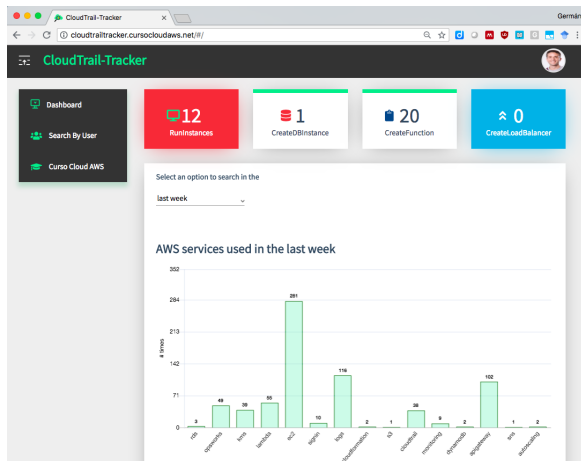 CloudTrail-Tracker
Germán
cloudtrailtracker.cursocloudaws.net/#/
CloudTrail-Tracker
Dashboard
Search By User
Curso Cloud AWS
12
RunInstances
1
CreateDBInstance
20
CreateFunction
0
CreateLoadBalancer
Select an option to search in the
last week
AWS services used in the last week
# times
352
284
213
142
71
0
3
49
39
55
281
10
116
2
1
38
9
2
102
1
2
rds
opsworks
kms
lambda
ec2
signin
logs
cloudformation
s3
cloudtrail
monitoring
dynamodb
apigateway
sns
autoscaling